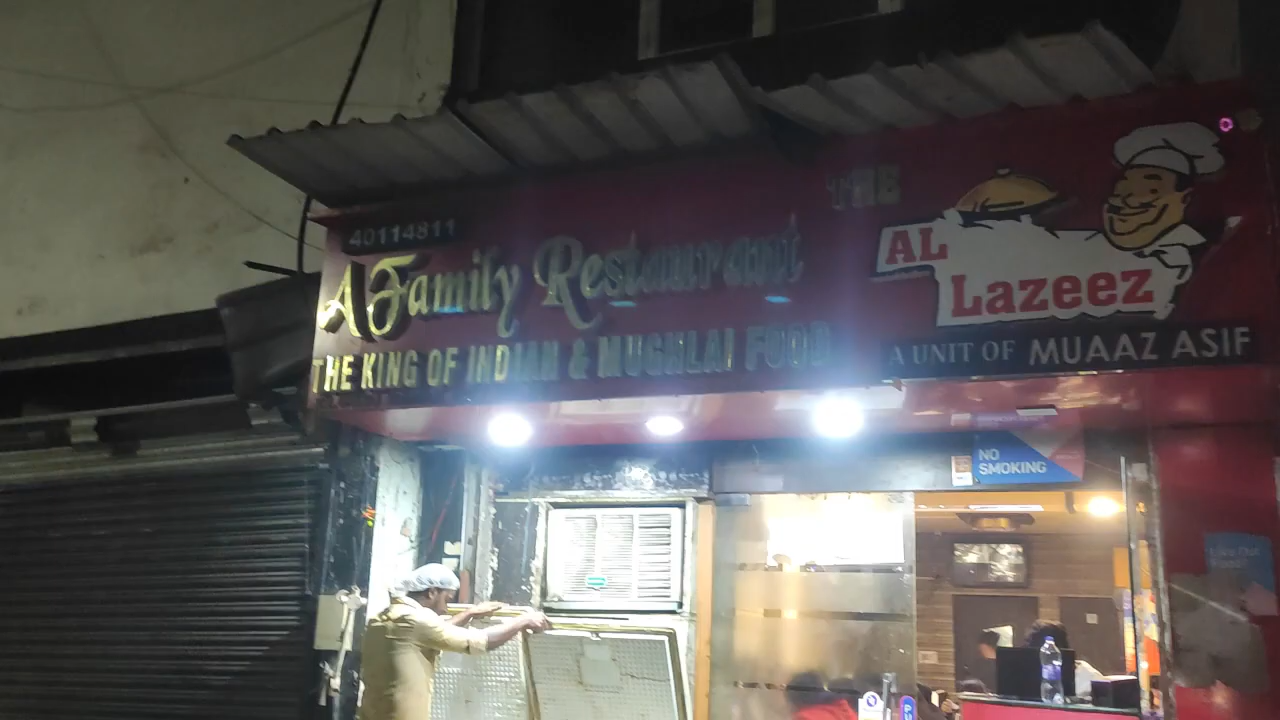 40114811
A Family Restaurant
THE KING OF INDIAN & MUGHLAI FOOD
THE
AL
Lazeez
A UNIT OF MUAAZ ASIF
NO
SMOKING